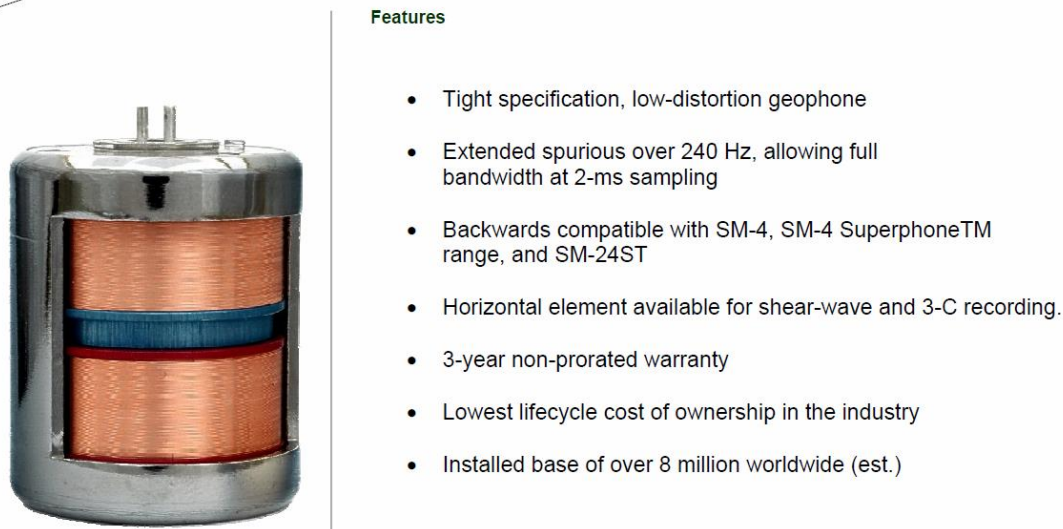 Features
• Tight specification, low-distortion geophone
• Extended spurious over 240 Hz, allowing full
bandwidth at 2-ms sampling
• Backwards compatible with SM-4, SM-4 SuperphoneTM
range, and SM-24ST
• Horizontal element available for shear-wave and 3-C recording.
• 3-year non-prorated warranty
• Lowest lifecycle cost of ownership in the industry
• Installed base of over 8 million worldwide (est.)